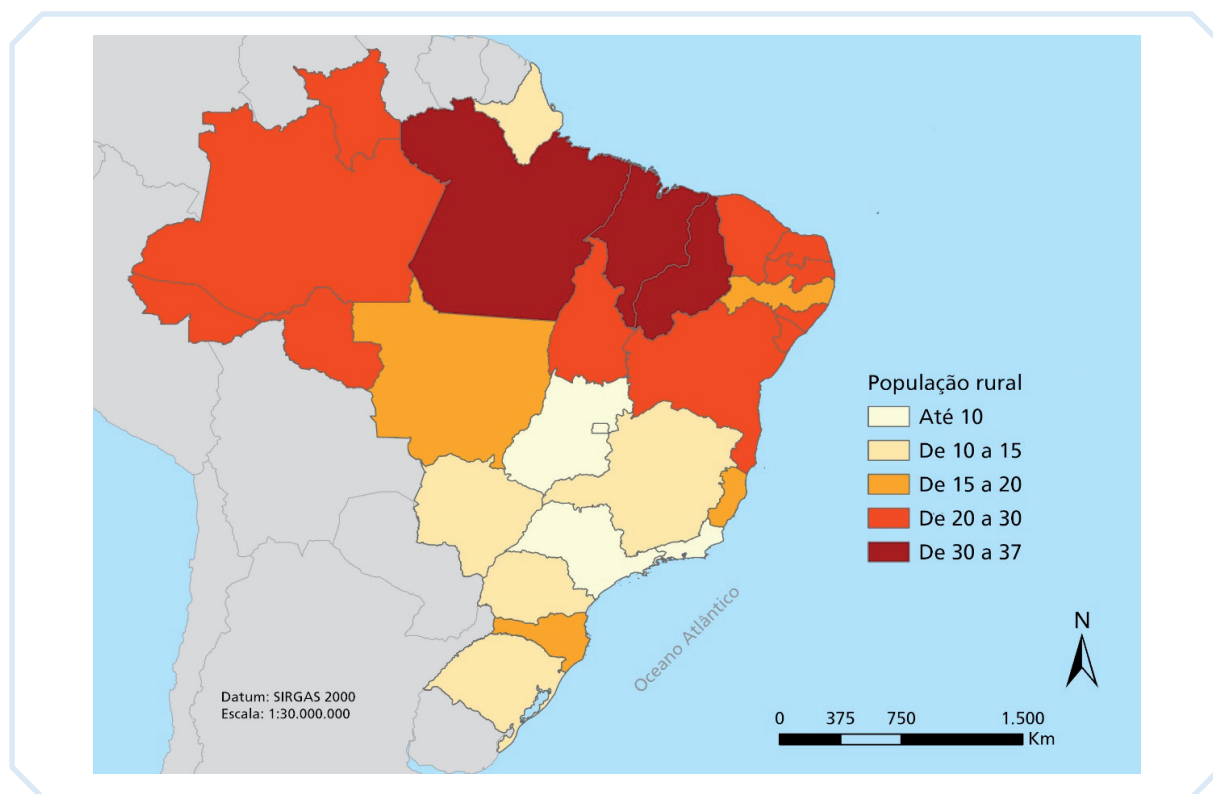 População rural
Até 10
De 10 a 15
De 15 a 20
De 20 a 30
De 30 a 37
Oceano Atlântico
N
Datum: SIRGAS 2000
Escala: 1:30.000.000
0 375 750 1.500
Km